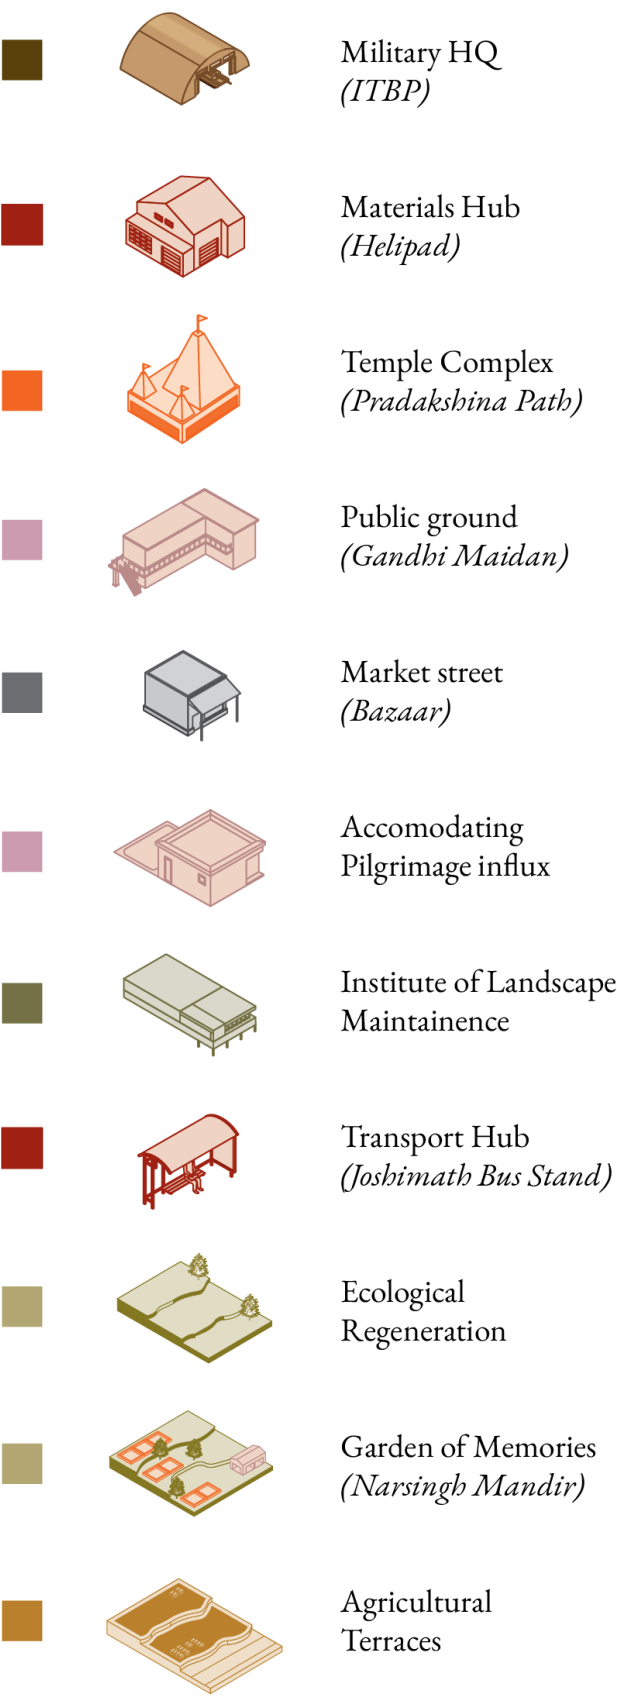 Military HQ
(ITBP)
Materials Hub
(Helipad)
Temple Complex
(Pradakshina Path)
Public ground
(Gandhi Maidan)
Market street
(Bazaar)
Accomodating
Pilgrimage influx
Institute of Landscape
Maintainence
Transport Hub
(Joshimath Bus Stand)
Ecological
Regeneration
Garden of Memories
(Narsingh Mandir)
Agricultural
Terraces